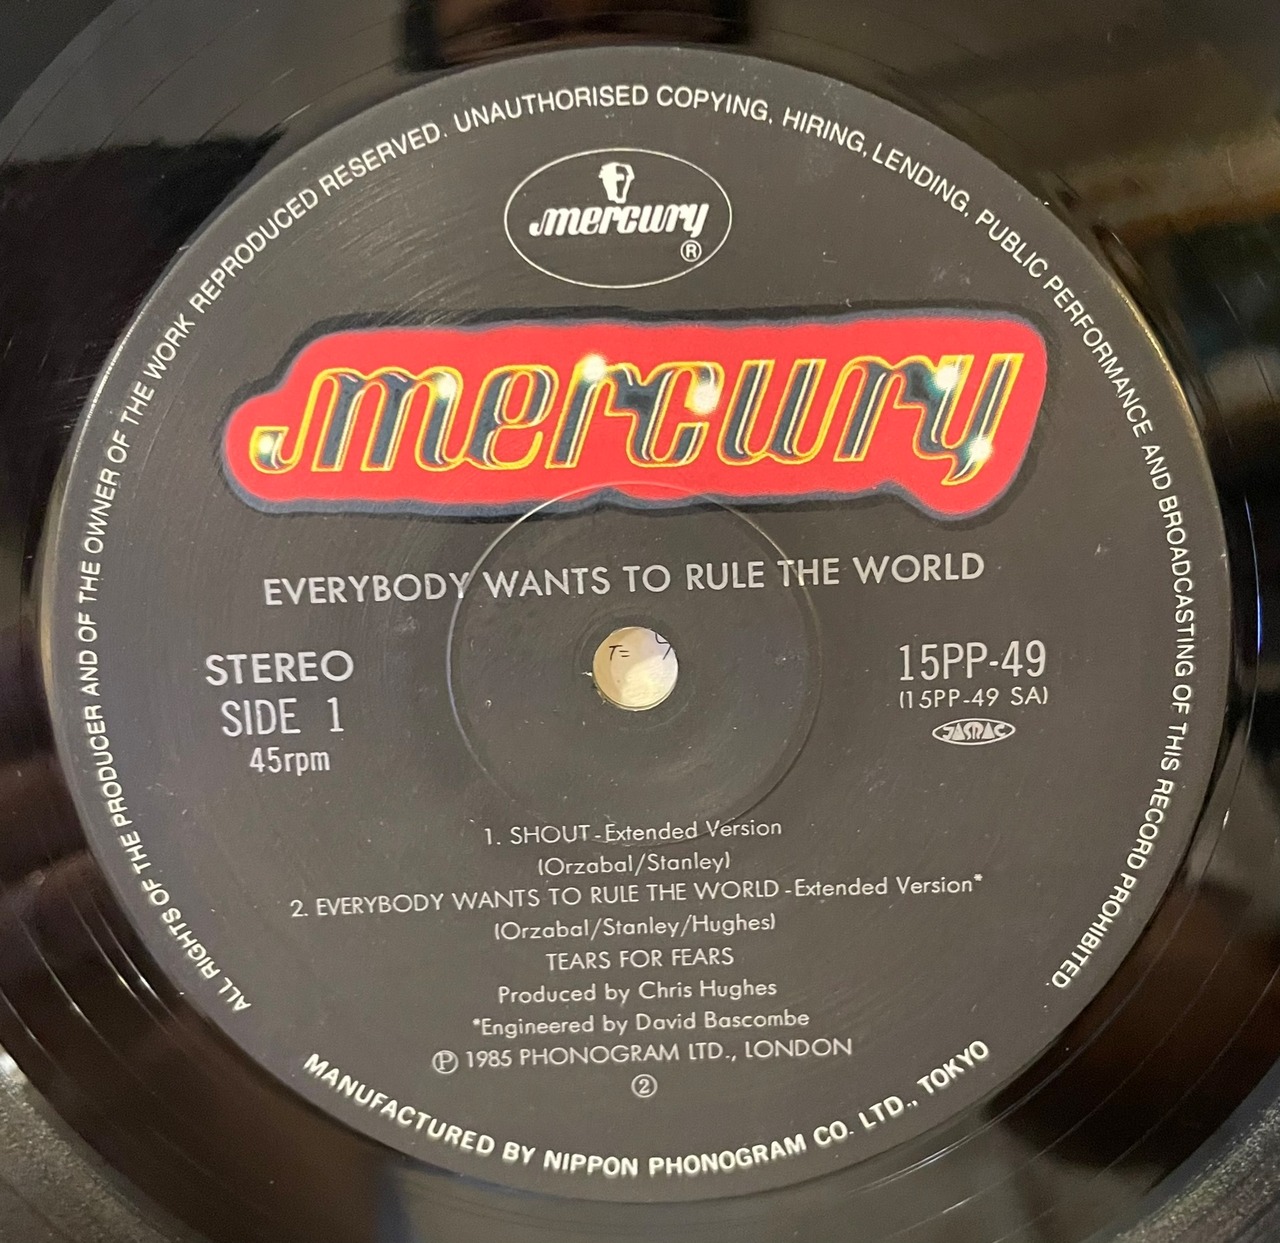 ALL RIGHTS OF THE PRODUCER AND OF THE OWNER OF THE WORK REPRODUCED RESERVED. UNAUTHORISED COPYING, HIRING, LENDING, PUBLIC PERFORMANCE AND BROADCASTING OF THIS RECORD PROHIBITED.
mercury
®
mercury
EVERYBODY WANTS TO RULE THE WORLD
STEREO
SIDE 1
45rpm
15PP-49
(15PP-49 SA)
JASRAC
T=
1. SHOUT-Extended Version
(Orzabal/Stanley)
2. EVERYBODY WANTS TO RULE THE WORLD-Extended Version*
(Orzabal/Stanley/Hughes)
TEARS FOR FEARS
Produced by Chris Hughes
*Engineered by David Bascombe
Ⓟ 1985 PHONOGRAM LTD., LONDON
②
MANUFACTURED BY NIPPON PHONOGRAM CO. LTD., TOKYO